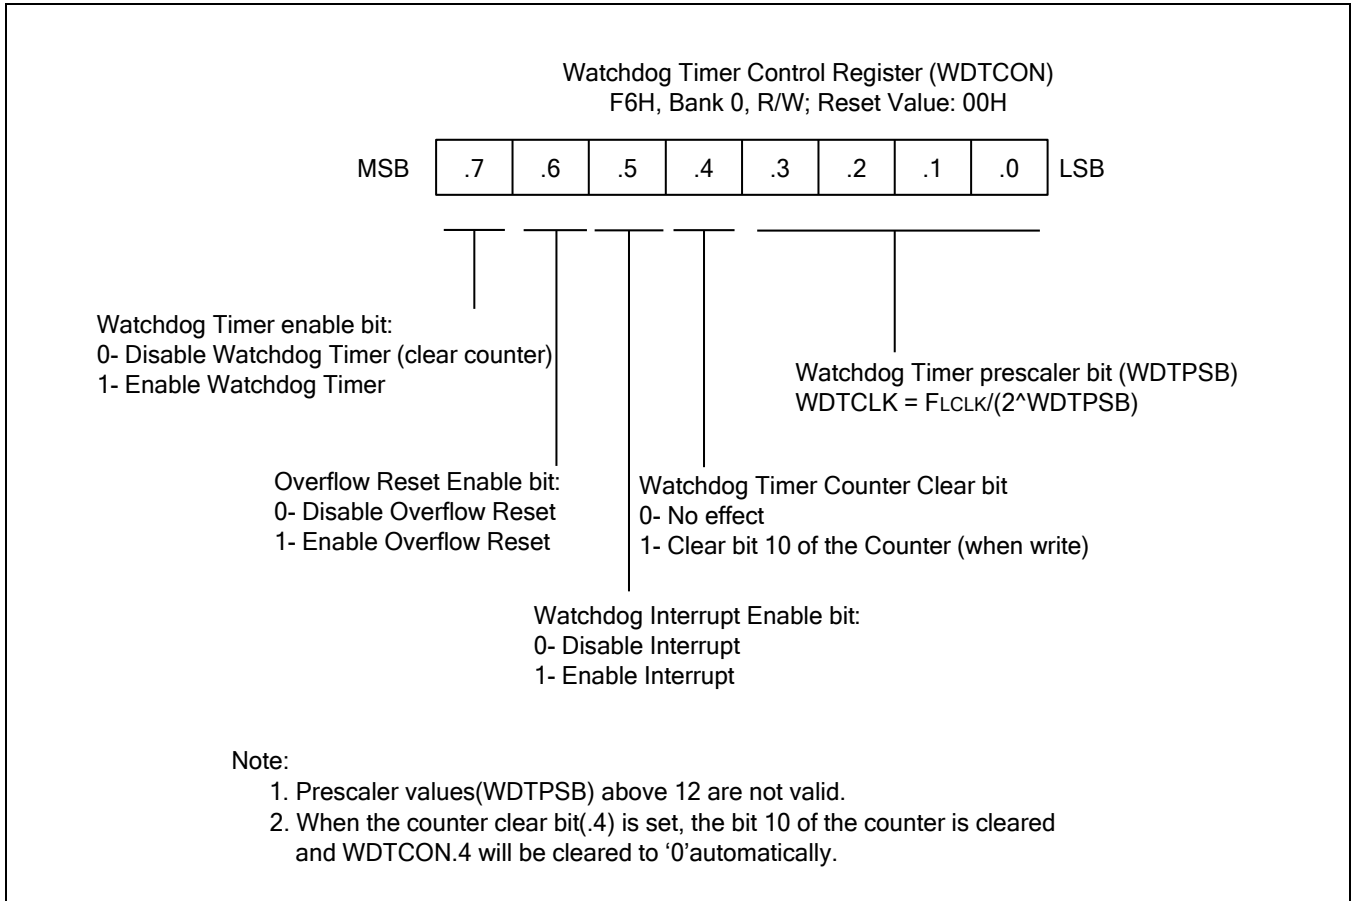 Watchdog Timer Control Register (WDTCON)
F6H, Bank 0, R/W; Reset Value: 00H
MSB .7 .6 .5 .4 .3 .2 .1 .0 LSB
Watchdog Timer enable bit:
0- Disable Watchdog Timer (clear counter)
1- Enable Watchdog Timer
Watchdog Timer prescaler bit (WDTPSB)
WDTCLK = FLCLK/(2^WDTPSB)
Overflow Reset Enable bit:
0- Disable Overflow Reset
1- Enable Overflow Reset
Watchdog Timer Counter Clear bit
0- No effect
1- Clear bit 10 of the Counter (when write)
Watchdog Interrupt Enable bit:
0- Disable Interrupt
1- Enable Interrupt
Note:
1. Prescaler values(WDTPSB) above 12 are not valid.
2. When the counter clear bit(.4) is set, the bit 10 of the counter is cleared
and WDTCON.4 will be cleared to ‘0’automatically.